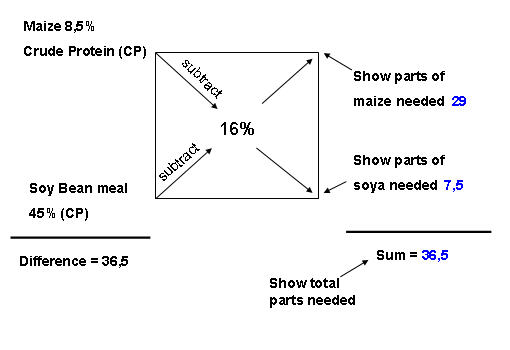 Maize 8,5%
Crude Protein (CP)
subtract
16%
subtract
Show parts of
maize needed 29
Show parts of
soya needed 7,5
Soy Bean meal
45% (CP)
Difference = 36,5
Sum = 36,5
Show total
parts needed